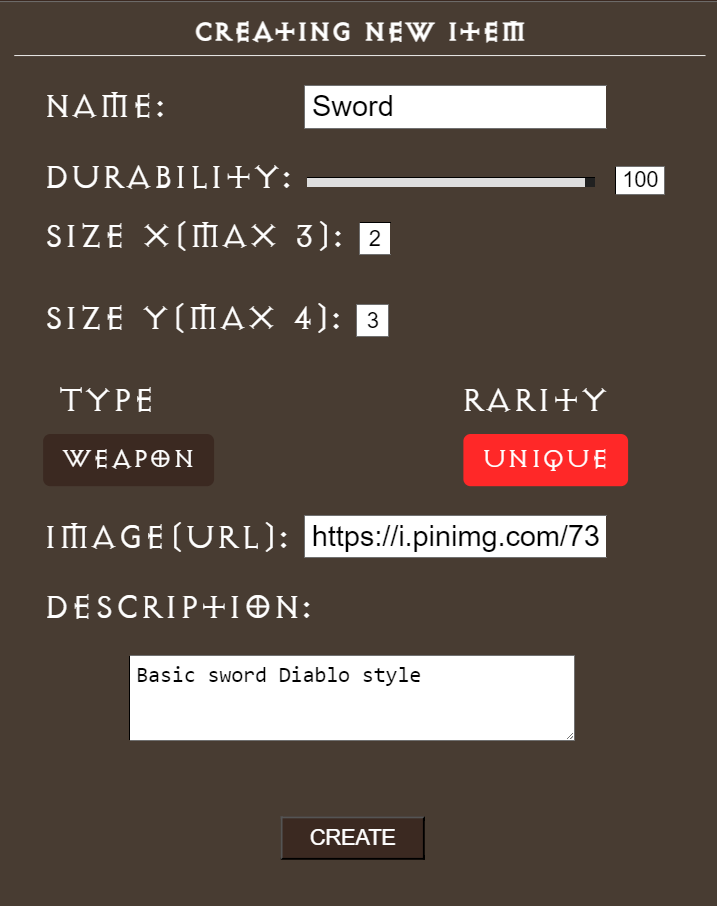 CREATING NEW ITEM
NAME: Sword
DURABILITY: 100
SIZE X(MAX 3): 2
SIZE Y(MAX 4): 3
TYPE RARITY
WEAPON UNIQUE
IMAGE(URL): https://i.pinimg.com/73
DESCRIPTION:
Basic sword Diablo style
CREATE